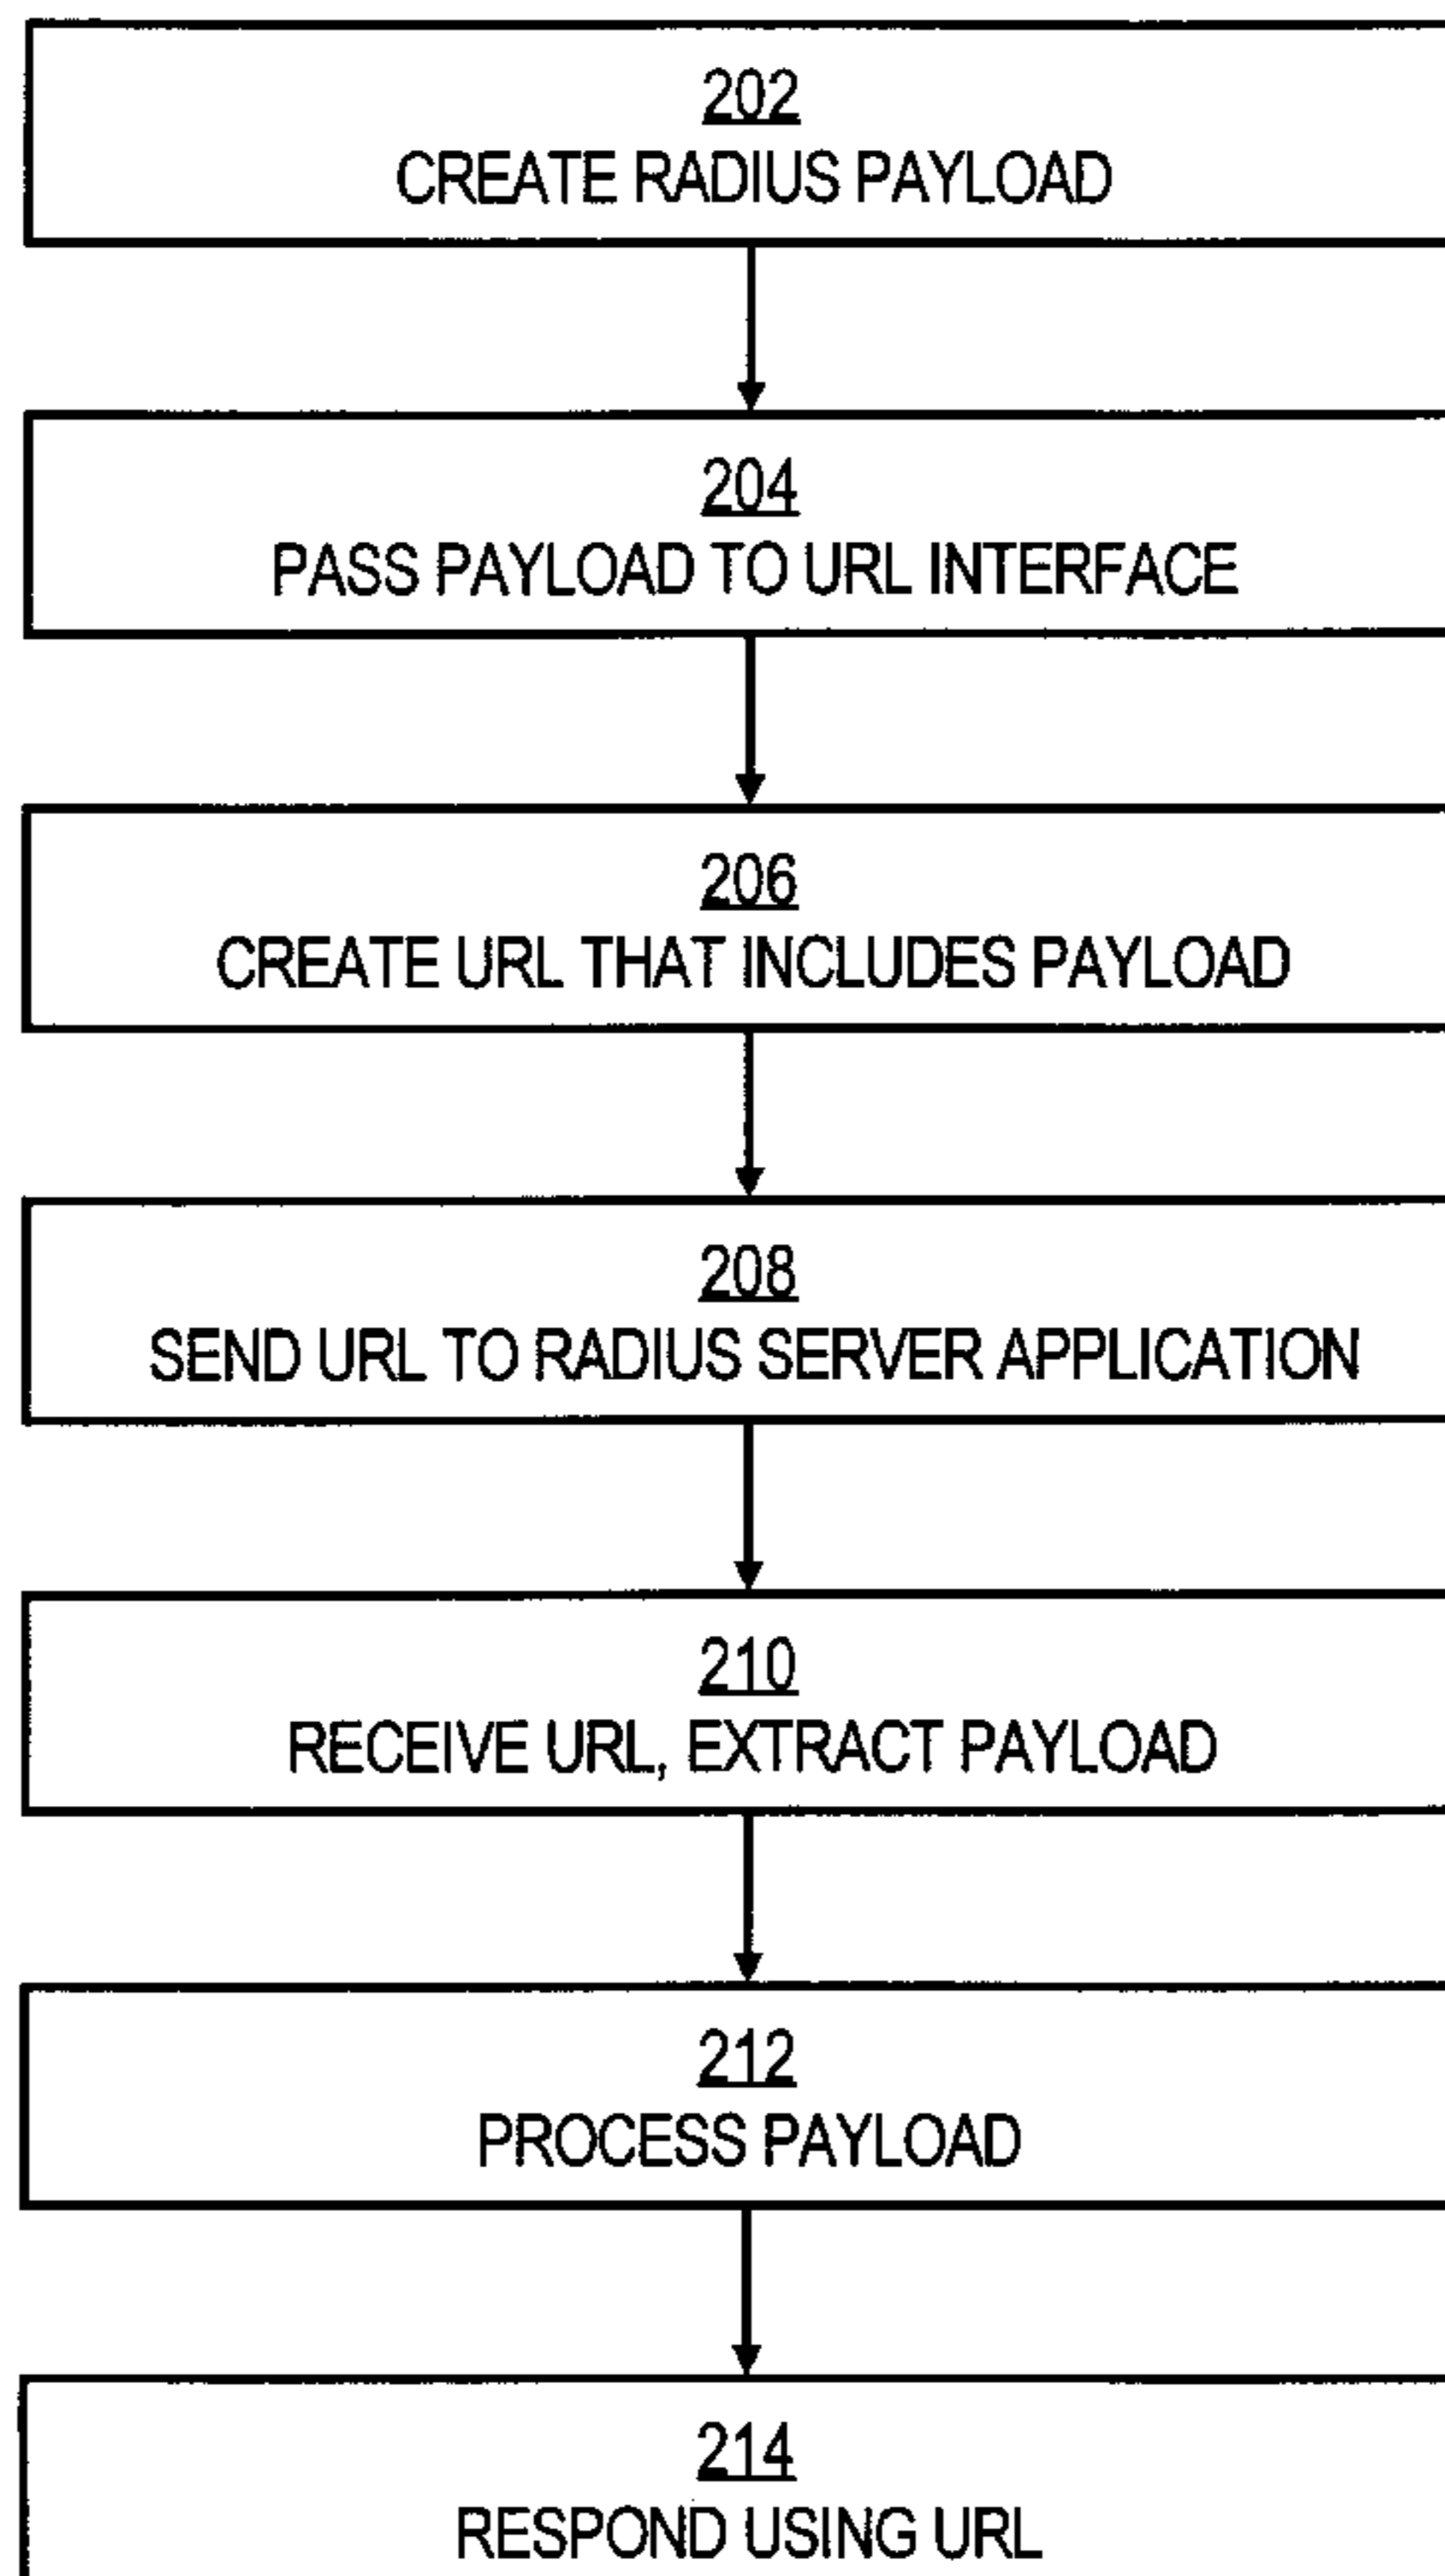 202
CREATE RADIUS PAYLOAD
204
PASS PAYLOAD TO URL INTERFACE
206
CREATE URL THAT INCLUDES PAYLOAD
208
SEND URL TO RADIUS SERVER APPLICATION
210
RECEIVE URL, EXTRACT PAYLOAD
212
PROCESS PAYLOAD
214
RESPOND USING URL